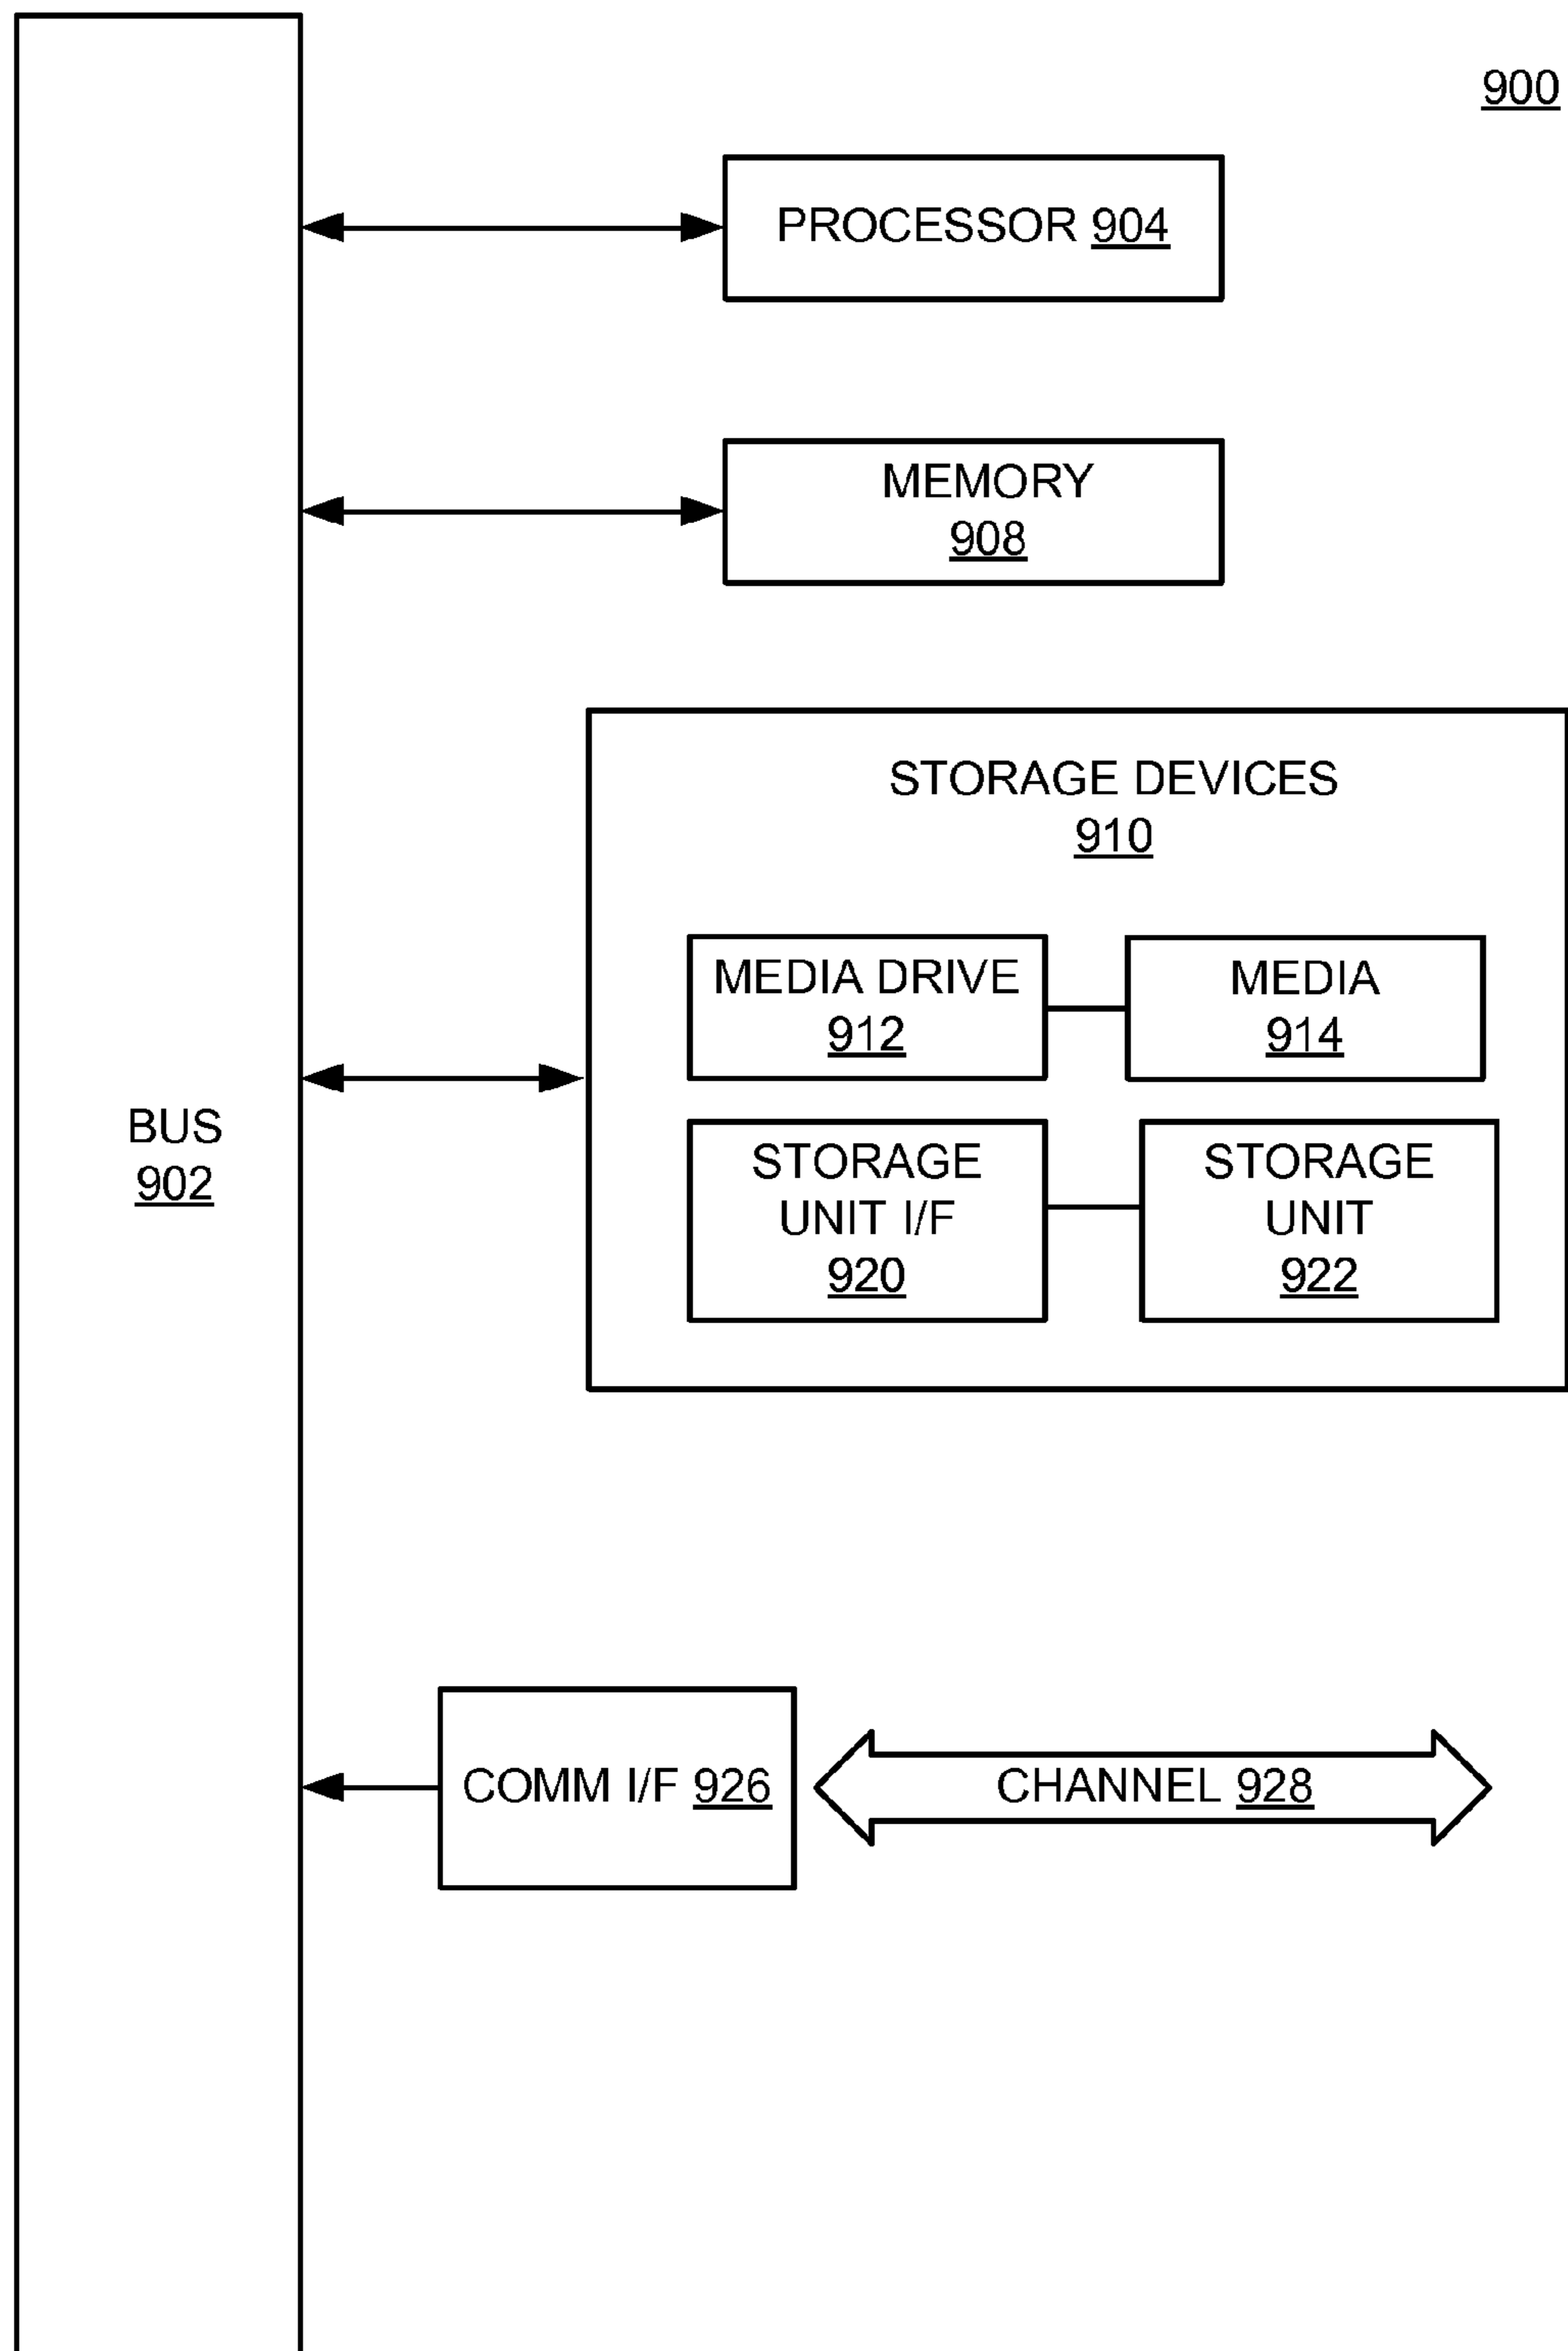 900
PROCESSOR 904
MEMORY
908
STORAGE DEVICES
910
MEDIA DRIVE
912
MEDIA
914
BUS
902
STORAGE
UNIT I/F
920
STORAGE
UNIT
922
COMM I/F 926
CHANNEL 928